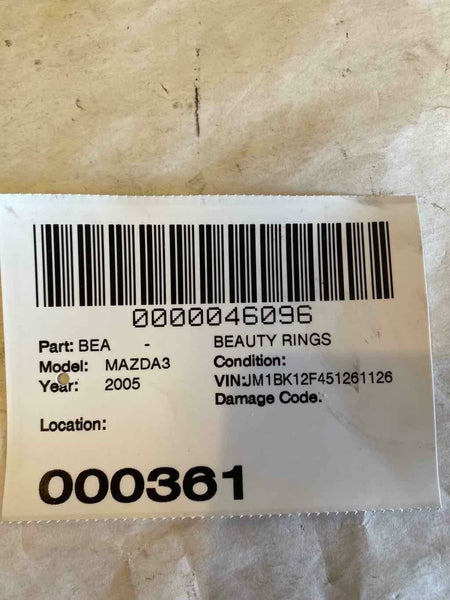 0000046096
Part: BEA - BEAUTY RINGS
Model: MAZDA3 Condition:
Year: 2005 VIN:JM1BK12F451261126
Damage Code.
Location:
000361